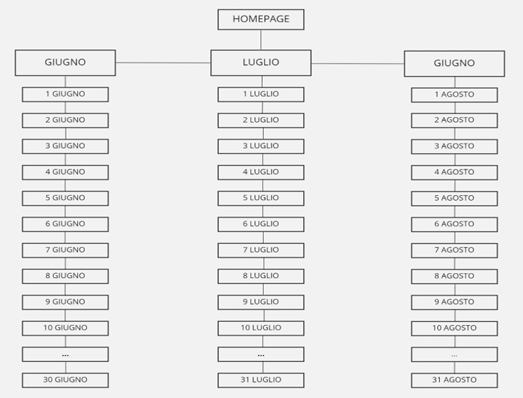 HOMEPAGE
GIUGNO
LUGLIO
GIUGNO
1 GIUGNO
1 LUGLIO
1 AGOSTO
2 GIUGNO
2 LUGLIO
2 AGOSTO
3 GIUGNO
3 LUGLIO
3 AGOSTO
4 GIUGNO
4 LUGLIO
4 AGOSTO
5 GIUGNO
5 LUGLIO
5 AGOSTO
6 GIUGNO
6 LUGLIO
6 AGOSTO
7 GIUGNO
7 LUGLIO
7 AGOSTO
8 GIUGNO
8 LUGLIO
8 AGOSTO
9 GIUGNO
9 LUGLIO
9 AGOSTO
10 GIUGNO
10 LUGLIO
10 AGOSTO
...
...
...
30 GIUGNO
31 LUGLIO
31 AGOSTO